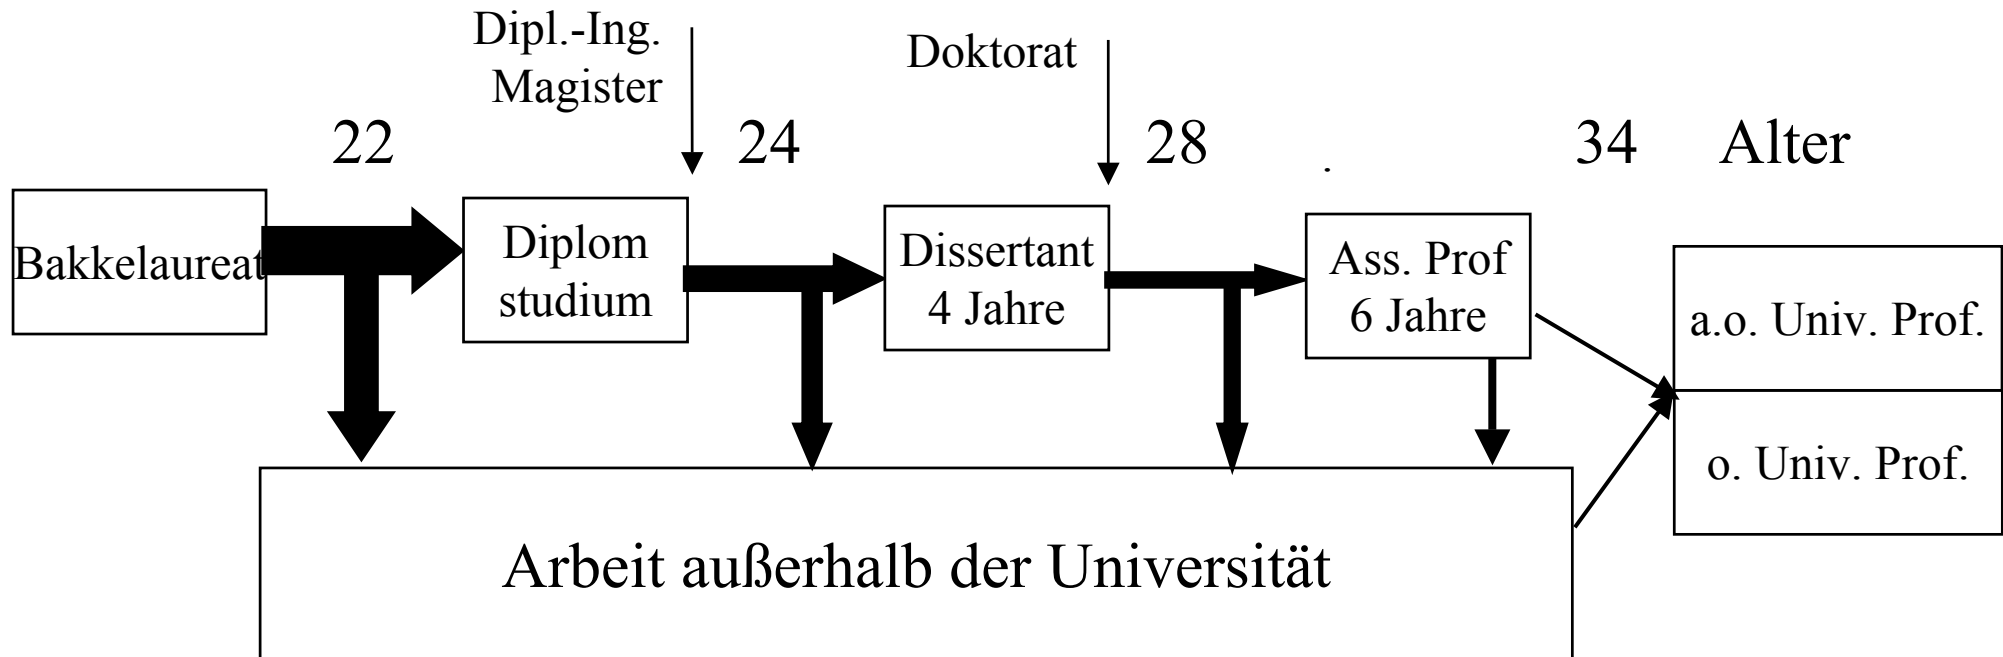 Dipl.-Ing.
Magister
Doktorat
22
24
28
.
34
Alter
Bakkelaureat
Diplom
studium
Dissertant
4 Jahre
Ass. Prof
6 Jahre
a.o. Univ. Prof.
o. Univ. Prof.
Arbeit außerhalb der Universität